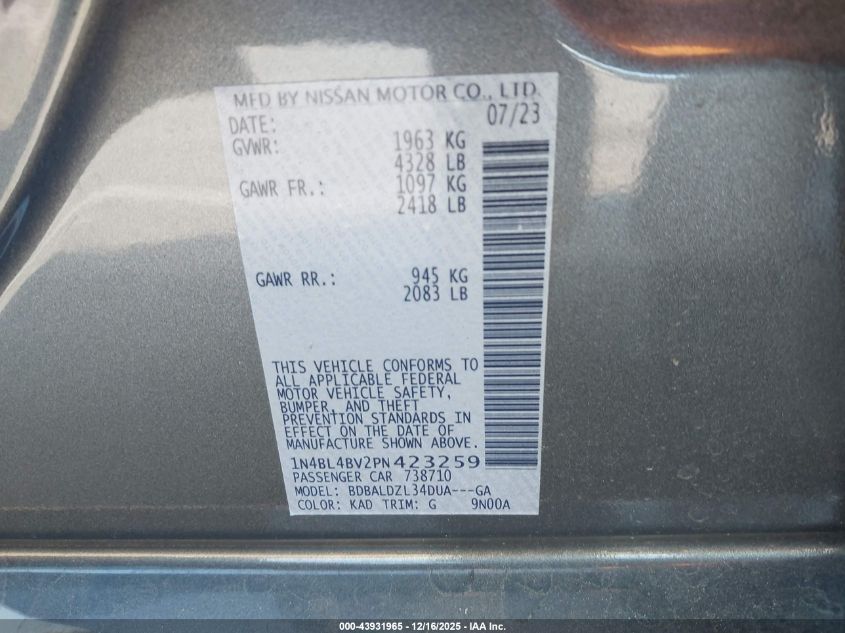 MFD BY NISSAN MOTOR CO., LTD.
DATE: 07/23
GVWR: 1963 KG
4328 LB
GAWR FR.: 1097 KG
2418 LB
GAWR RR.: 945 KG
2083 LB
THIS VEHICLE CONFORMS TO
ALL APPLICABLE FEDERAL
MOTOR VEHICLE SAFETY,
BUMPER, AND THEFT
PREVENTION STANDARDS IN
EFFECT ON THE DATE OF
MANUFACTURE SHOWN ABOVE.
1N4BL4BV2PN423259
PASSENGER CAR 738710
MODEL: BDBALDZL34DUA---GA
COLOR: KAD TRIM: G 9N00A
000-43931965 - 12/16/2025 - IAA Inc.